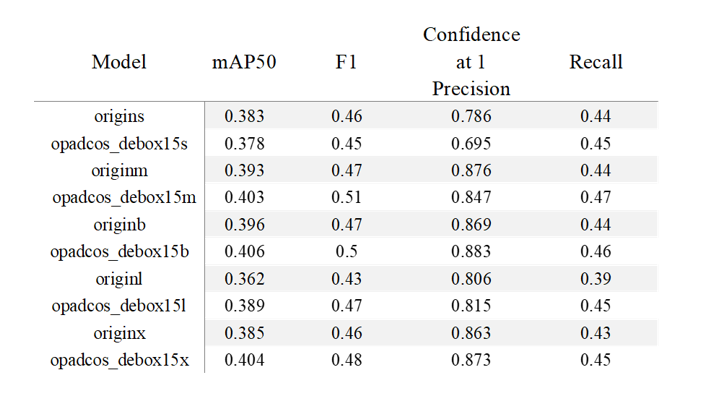 Model mAP50 F1 Confidence at 1 Precision Recall
origins 0.383 0.46 0.786 0.44
opadcos_debox15s 0.378 0.45 0.695 0.45
originm 0.393 0.47 0.876 0.44
opadcos_debox15m 0.403 0.51 0.847 0.47
originb 0.396 0.47 0.869 0.44
opadcos_debox15b 0.406 0.5 0.883 0.46
originl 0.362 0.43 0.806 0.39
opadcos_debox15l 0.389 0.47 0.815 0.45
originx 0.385 0.46 0.863 0.43
opadcos_debox15x 0.404 0.48 0.873 0.45